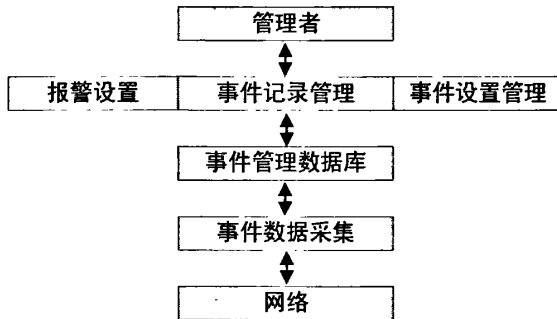 管理者
报警设置 事件记录管理 事件设置管理
事件管理数据库
事件数据采集
网络